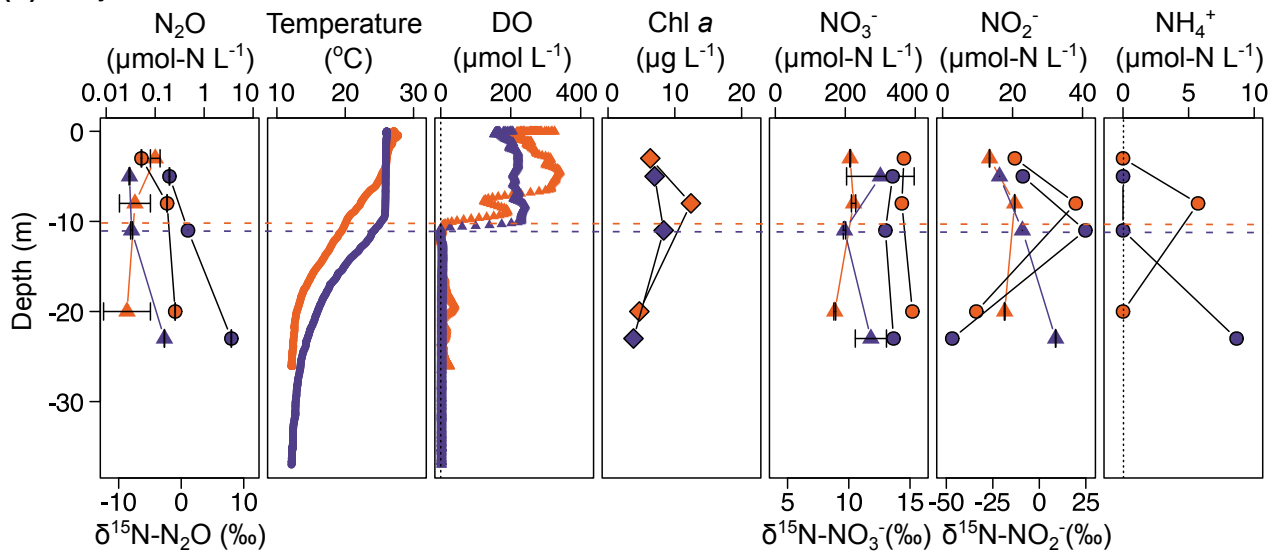 N₂O Temperature DO Chl a NO₃⁻ NO₂⁻ NH₄⁺
(µmol-N L⁻¹) (°C) (µmol L⁻¹) (µg L⁻¹) (µmol-N L⁻¹) (µmol-N L⁻¹) (µmol-N L⁻¹)
0.01 0.1 1 10 10 20 30 0 200 400 0 10 20 0 200 400 0 20 40 0 5 10
0
-10
-20
-30
Depth (m)
-10 0 10 5 10 15 -50 -25 0 25
δ¹⁵N-N₂O (‰) δ¹⁵N-NO₃⁻(‰) δ¹⁵N-NO₂⁻(‰)